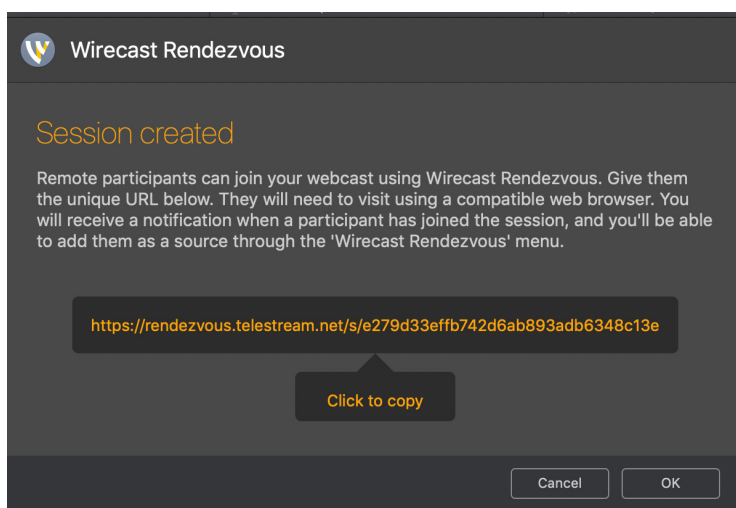 Wirecast Rendezvous
Session created
Remote participants can join your webcast using Wirecast Rendezvous. Give them
the unique URL below. They will need to visit using a compatible web browser. You
will receive a notification when a participant has joined the session, and you'll be able
to add them as a source through the 'Wirecast Rendezvous' menu.
https://rendezvous.telestream.net/s/e279d33effb742d6ab893adb6348c13e
Click to copy
Cancel
OK